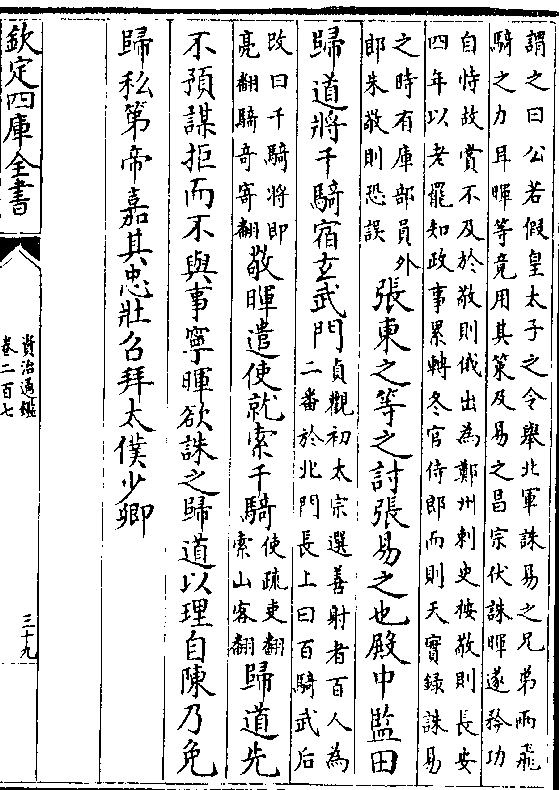 謂之曰公若假皇太子之令舉北軍誅易之兄弟兩飛
騎之力耳暉等竟用其策及易之昌宗伏誅暉遂矜功
自恃故賞不及於敬則俄出為鄭州刺史按敬則長安
四年以老罷知政事累轉冬官侍郎而則天實録誅易
之時有庫部員外
郎朱敬則恐誤
張東之等之討張易之也殿中監田
歸道將千騎宿玄武門
貞觀初太宗選善射者百人為
二番於北門長上曰百騎武后
改曰千騎將即
亮翻騎奇寄翻
敬暉遣使就索千騎
使疏吏翻
索山客翻
歸道先
不預謀拒而不與事寧暉欲誅之歸道以理自陳乃免
歸私第帝嘉其忠壯召拜太僕少卿
欽定四庫全書
資治通鑑
卷二百七
三十九